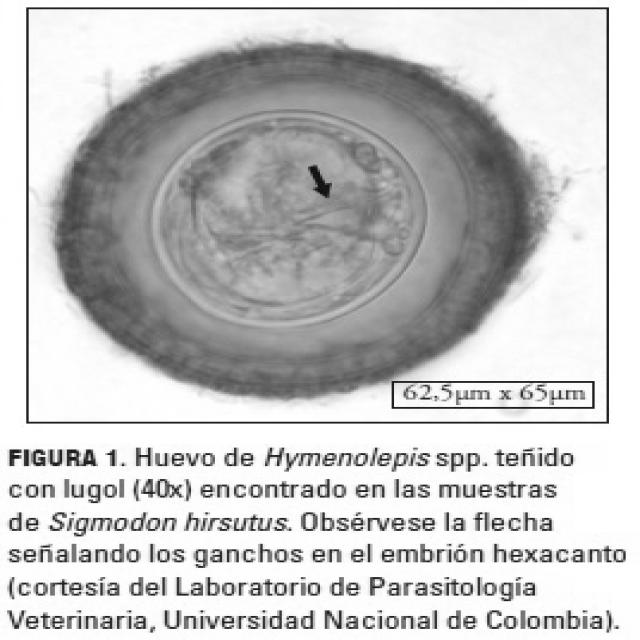 62,5µm x 65µm
FIGURA 1. Huevo de Hymenolepis spp. teñido
con lugol (40x) encontrado en las muestras
de Sigmodon hirsutus. Obsérvese la flecha
señalando los ganchos en el embrión hexacanto
(cortesía del Laboratorio de Parasitología
Veterinaria, Universidad Nacional de Colombia).